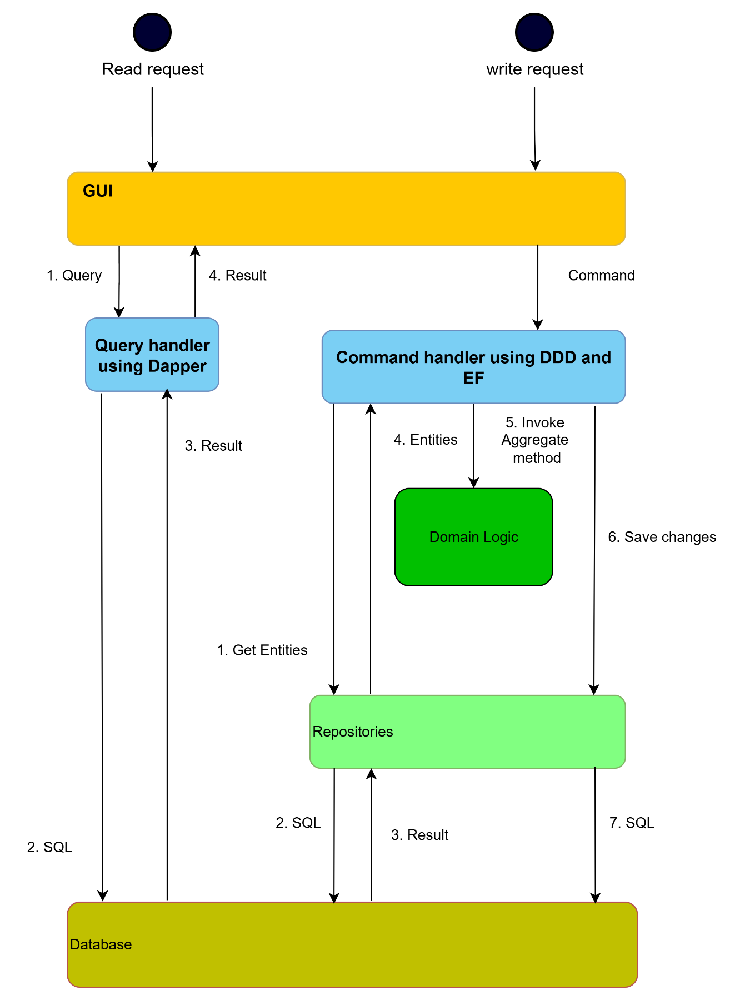 Read request
write request
GUI
1. Query
4. Result
Command
Query handler
using Dapper
Command handler using DDD and
EF
3. Result
4. Entities
5. Invoke
Aggregate
method
Domain Logic
6. Save changes
1. Get Entities
Repositories
2. SQL
2. SQL
3. Result
7. SQL
Database